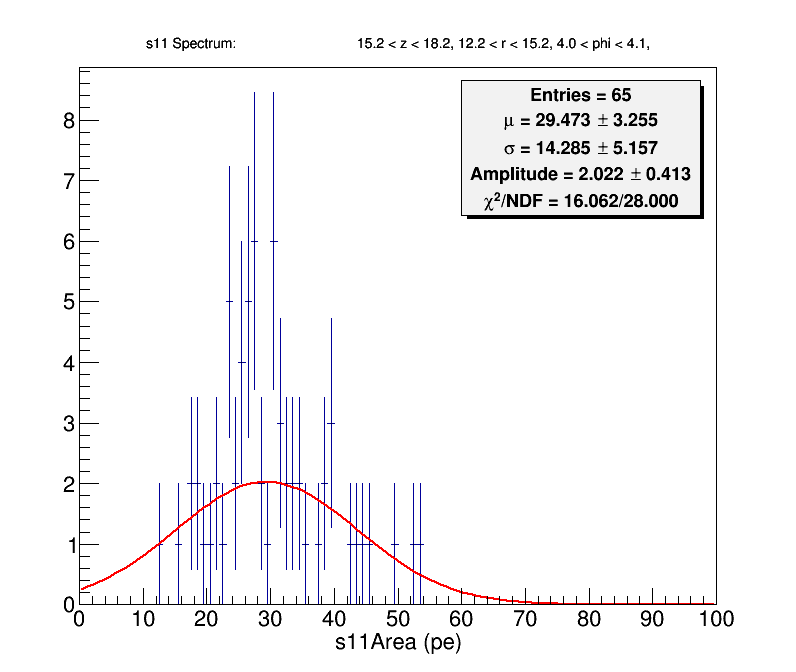 s11 Spectrum: 15.2 < z < 18.2, 12.2 < r < 15.2, 4.0 < phi < 4.1,
Entries = 65
μ = 29.473 ± 3.255
σ = 14.285 ± 5.157
Amplitude = 2.022 ± 0.413
χ²/NDF = 16.062/28.000
8
7
6
5
4
3
2
1
0
0 10 20 30 40 50 60 70 80 90 100
s11Area (pe)